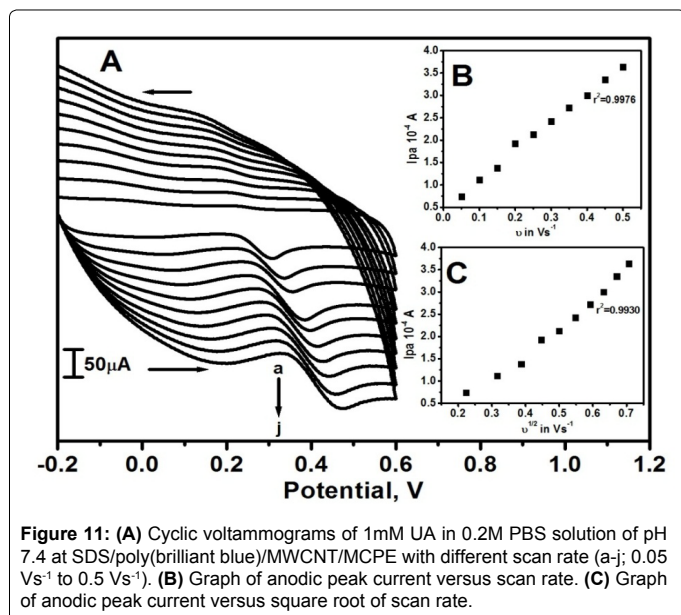 A
B
Ipa 10⁻⁴ A
4.0
3.5
3.0
2.5
2.0
1.5
1.0
0.5
r²=0.9976
0.0 0.1 0.2 0.3 0.4 0.5
υ in Vs⁻¹
C
Ipa 10⁻⁴ A
4.0
3.5
3.0
2.5
2.0
1.5
1.0
0.5
r²=0.9930
0.2 0.3 0.4 0.5 0.6 0.7
υ¹/² in Vs⁻¹
50μA
a
j
-0.2 0.0 0.2 0.4 0.6 0.8 1.0 1.2
Potential, V
Figure 11: (A) Cyclic voltammograms of 1mM UA in 0.2M PBS solution of pH
7.4 at SDS/poly(brilliant blue)/MWCNT/MCPE with different scan rate (a-j; 0.05
Vs⁻¹ to 0.5 Vs⁻¹). (B) Graph of anodic peak current versus scan rate. (C) Graph
of anodic peak current versus square root of scan rate.